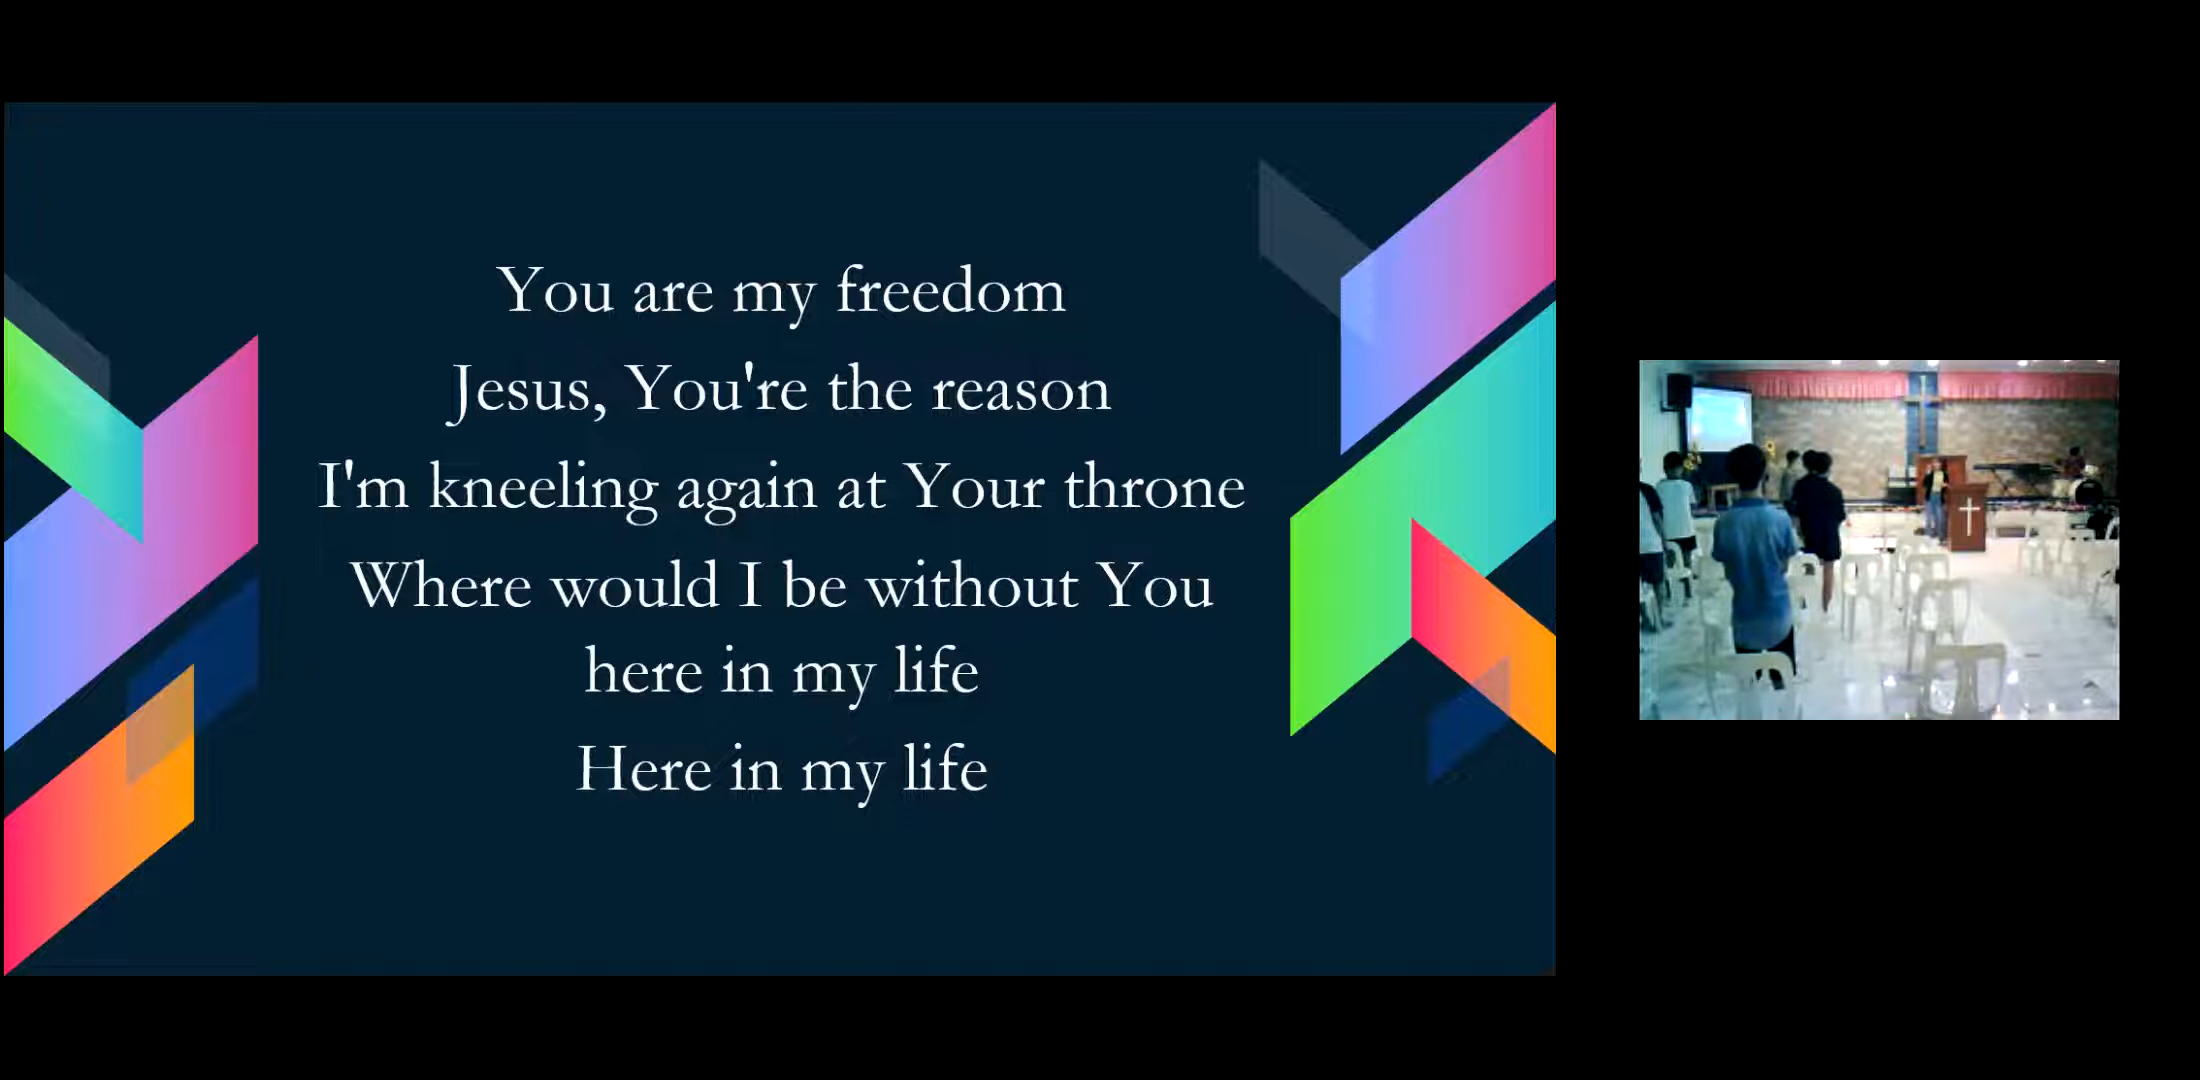 You are my freedom
Jesus, You're the reason
I'm kneeling again at Your throne
Where would I be without You
here in my life
Here in my life